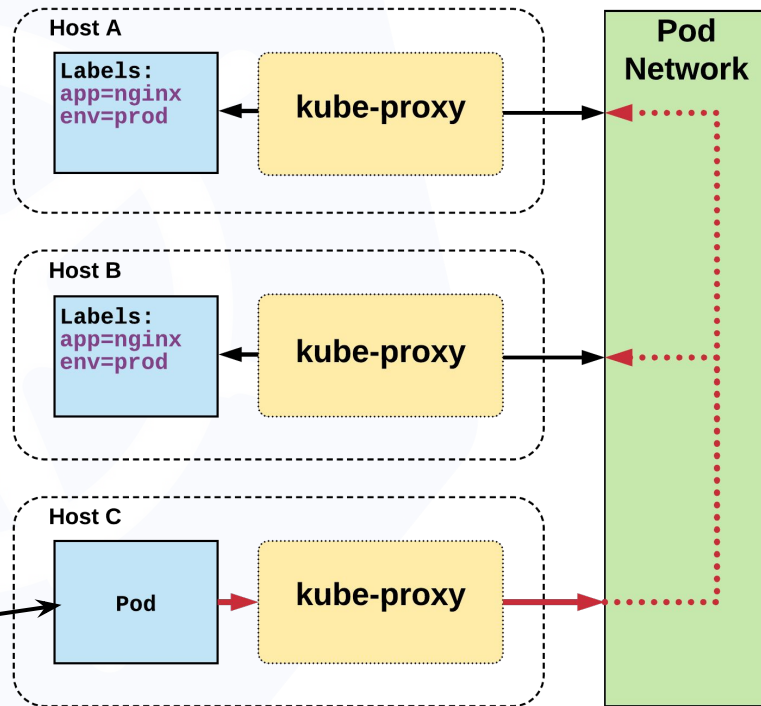 Host A
Labels:
app=nginx
env=prod
kube-proxy
Pod
Network
Host B
Labels:
app=nginx
env=prod
kube-proxy
Host C
Pod
kube-proxy